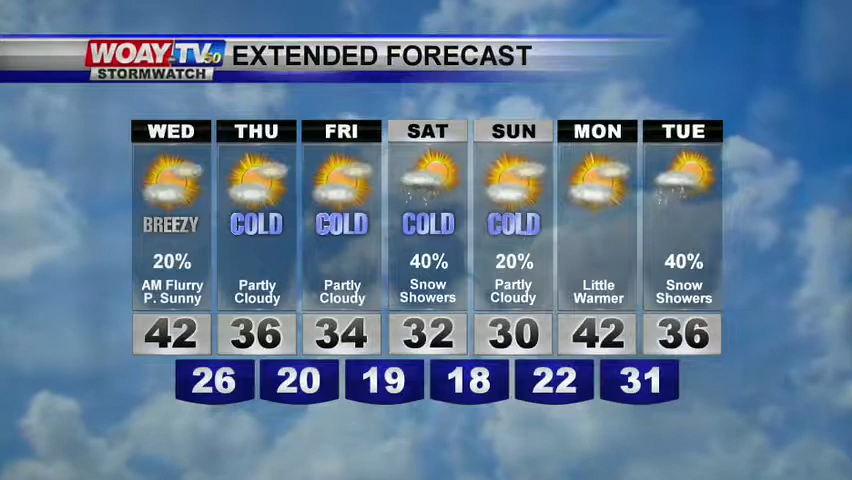 WOAY-TV 50
STORMWATCH
EXTENDED FORECAST
WED
THU
FRI
SAT
SUN
MON
TUE
BREEZY
COLD
COLD
COLD
COLD
20%
40%
20%
40%
AM Flurry
P. Sunny
Partly
Cloudy
Partly
Cloudy
Snow
Showers
Partly
Cloudy
Little
Warmer
Snow
Showers
42
36
34
32
30
42
36
26
20
19
18
22
31